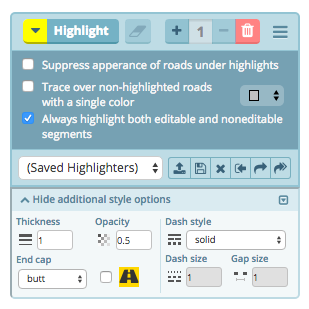 Highlight + 1 −
Suppress apperance of roads under highlights
Trace over non-highlighted roads
with a single color
Always highlight both editable and noneditable
segments
(Saved Highlighters)
Hide additional style options
Thickness Opacity Dash style
1 0.5 solid
End cap Dash size Gap size
butt 1 1